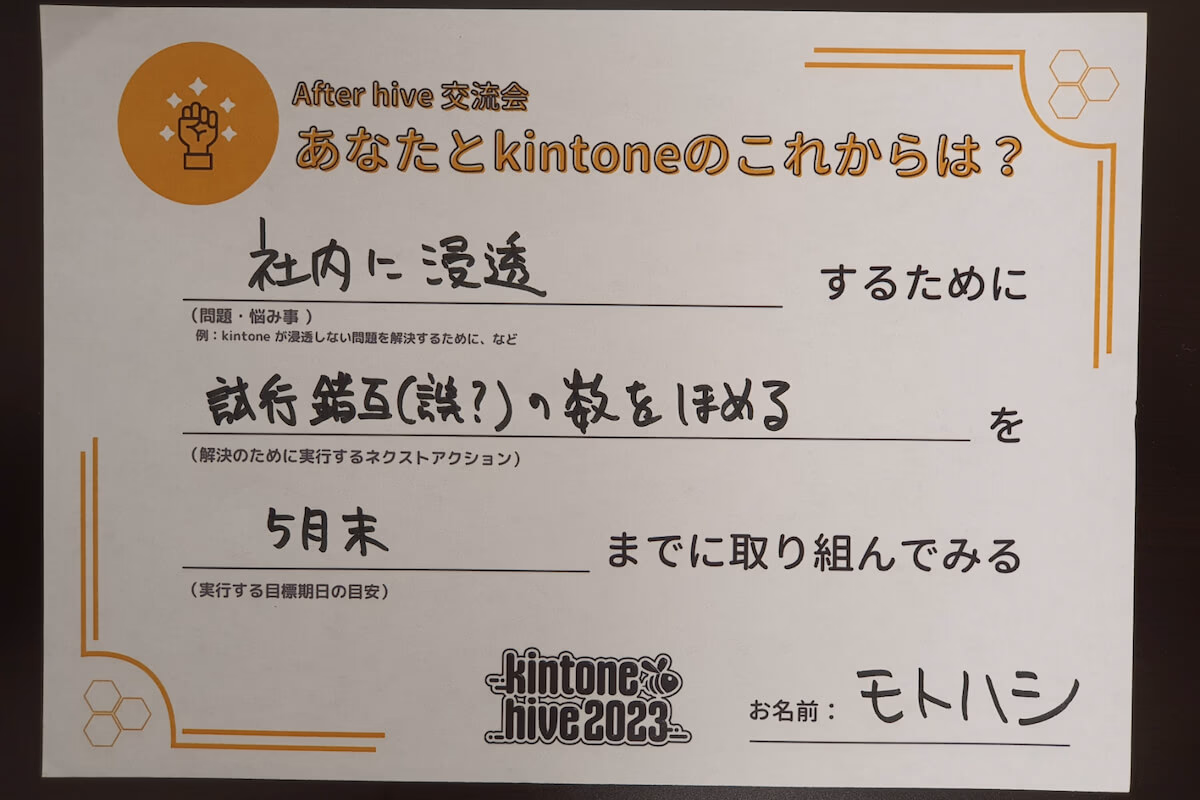 After hive 交流会
あなたとkintoneのこれからは？
社内に浸透 するために
（問題・悩み事 ）
例：kintone が浸透しない問題を解決するために、など
試行錯互(誤?)の数をほめる を
（解決のために実行するネクストアクション）
5月末 までに取り組んでみる
（実行する目標期日の目安）
kintone
hive 2023
お名前： モトハシ